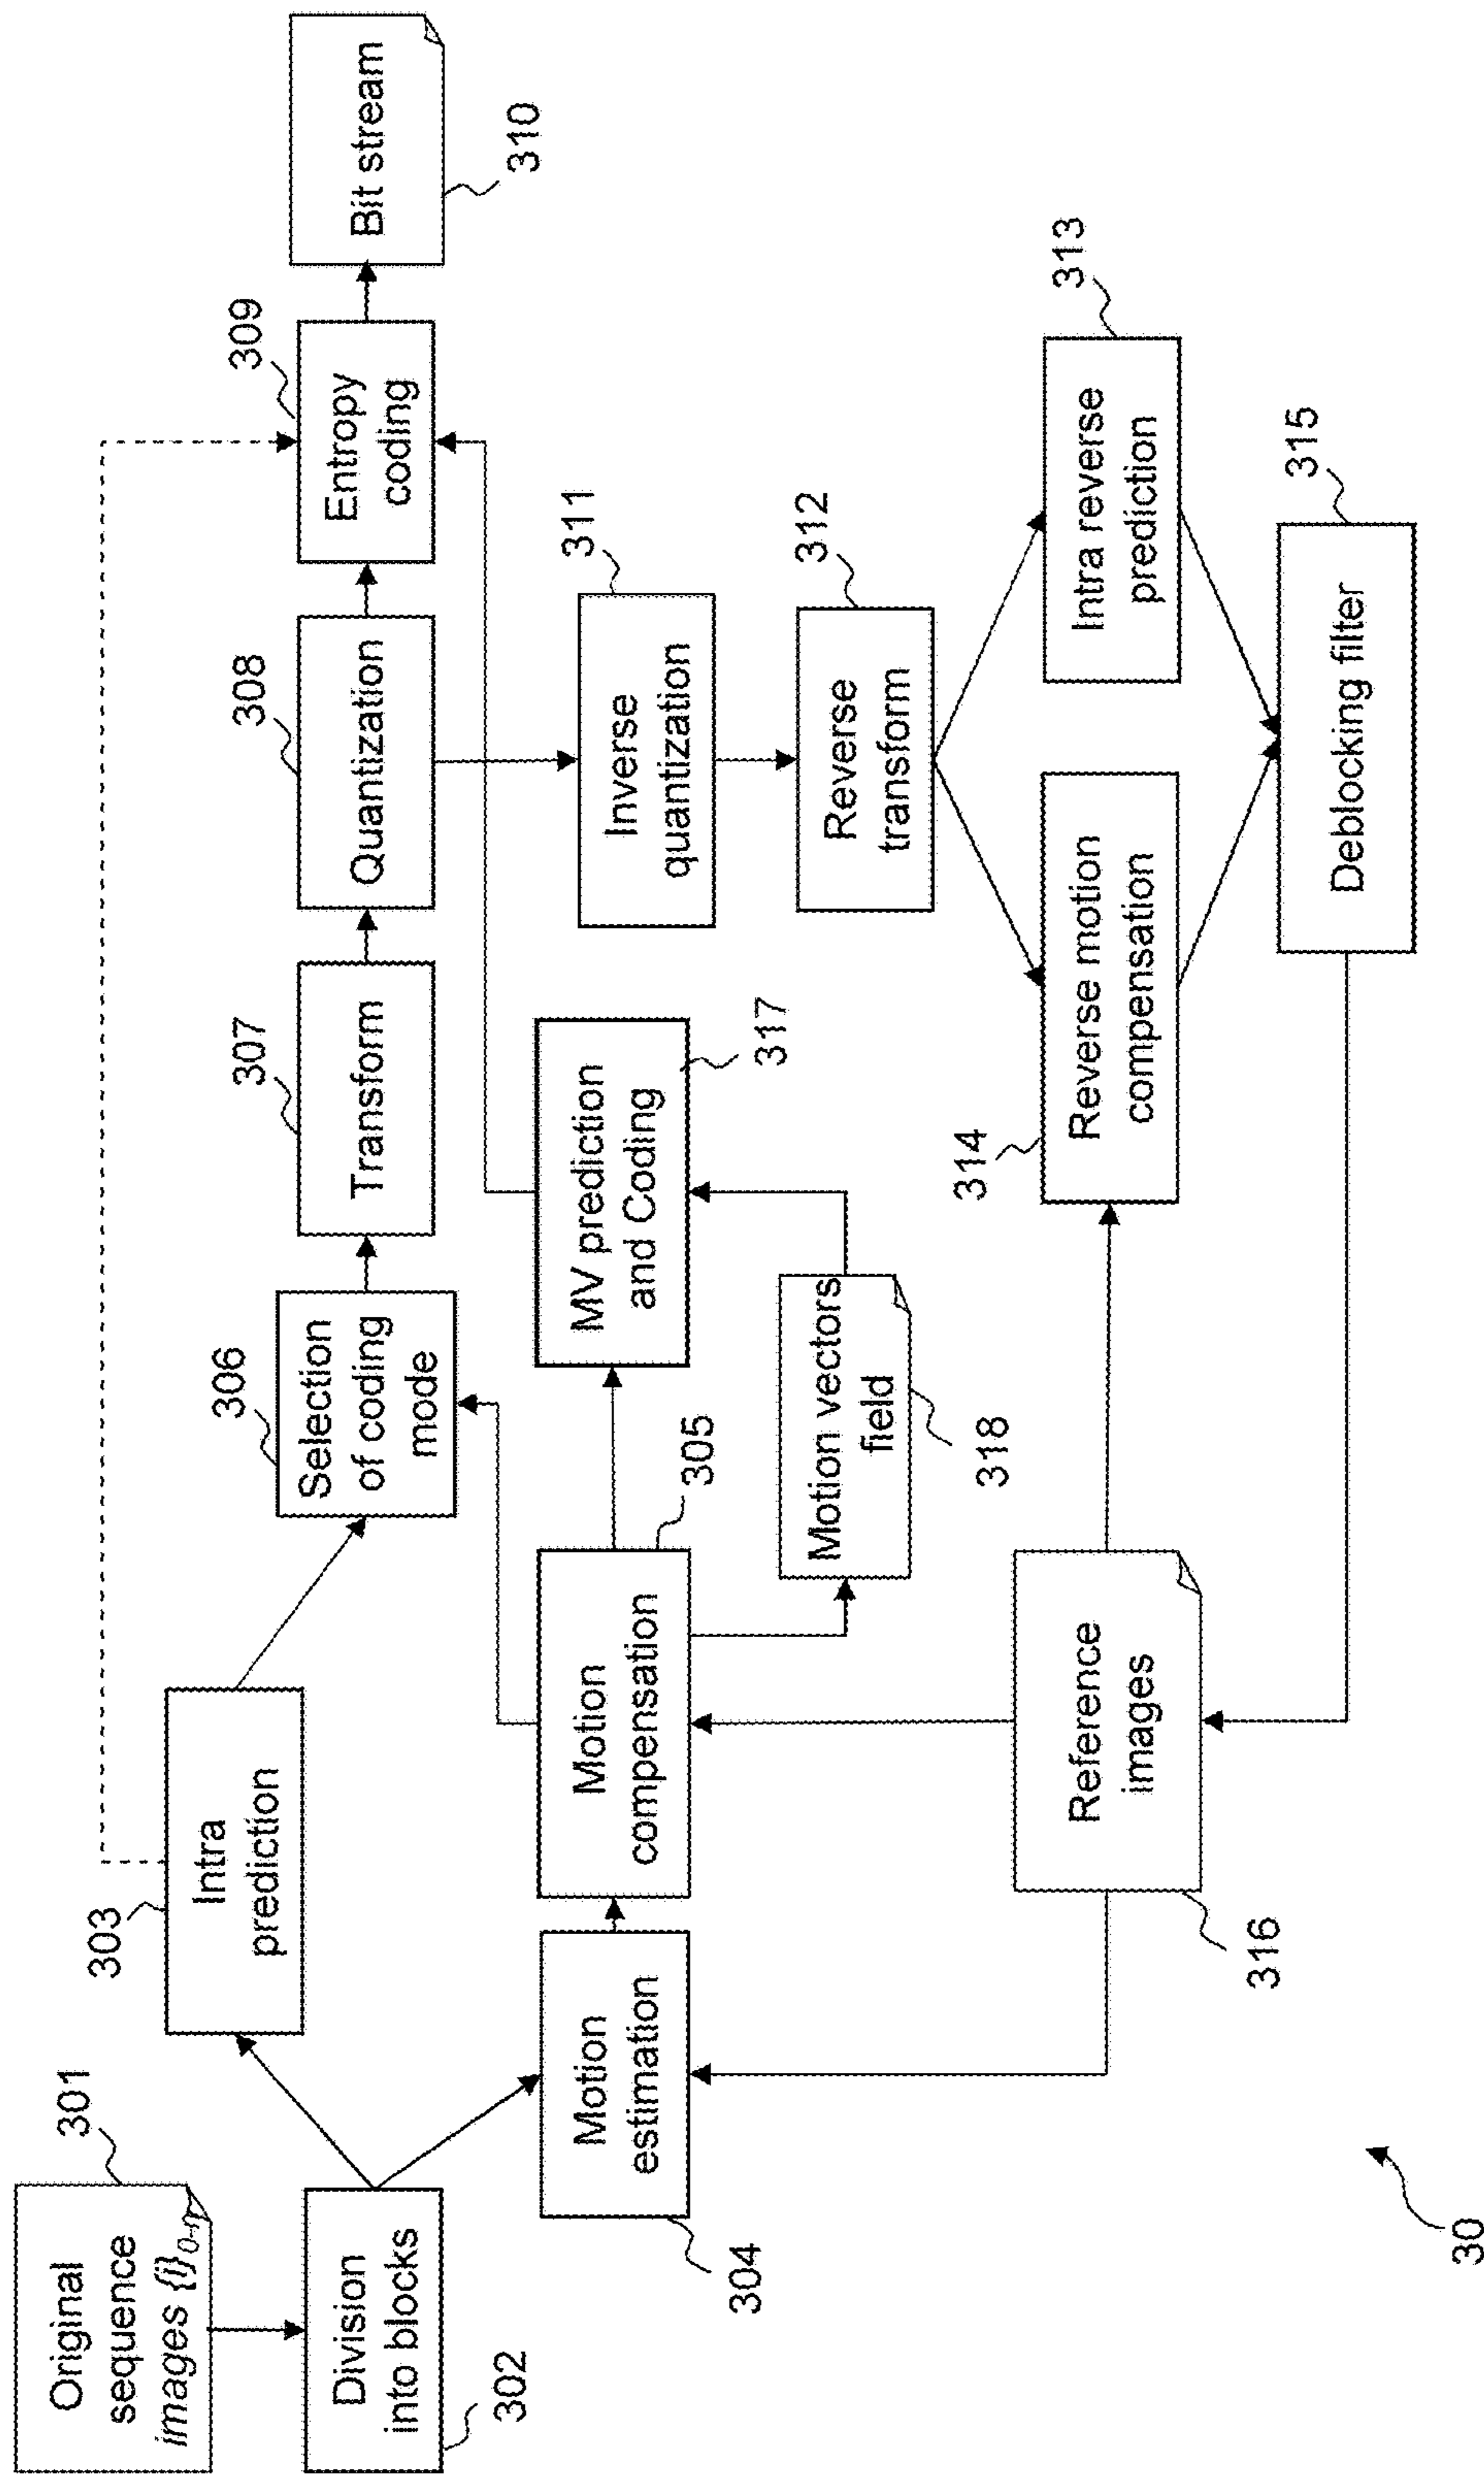 Original
sequence
images {i}0-n
301
Division
into blocks
302
Intra
prediction
303
Motion
estimation
304
Motion
compensation
305
Selection
of coding
mode
306
Transform
307
Quantization
308
Entropy
coding
309
Bit stream
310
Inverse
quantization
311
Reverse
transform
312
Intra reverse
prediction
313
Reverse motion
compensation
314
Deblocking filter
315
Reference
images
316
MV prediction
and Coding
317
Motion vectors
field
318
30